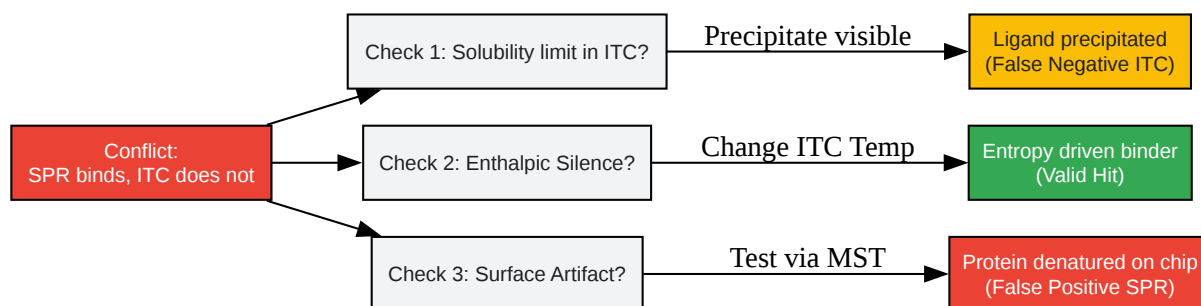 Check 1: Solubility limit in ITC?
Precipitate visible
Ligand precipitated
(False Negative ITC)
Conflict:
SPR binds, ITC does not
Check 2: Enthalpic Silence?
Change ITC Temp
Entropy driven binder
(Valid Hit)
Check 3: Surface Artifact?
Test via MST
Protein denatured on chip
(False Positive SPR)